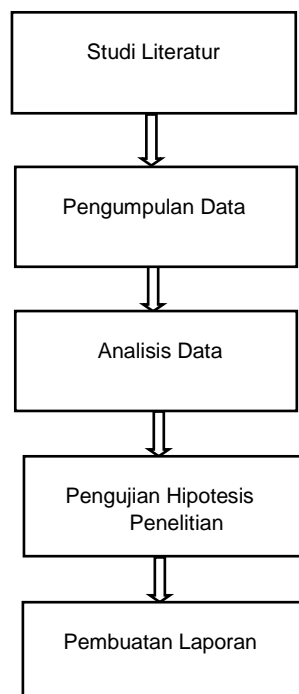 Studi Literatur
Pengumpulan Data
Analisis Data
Pengujian Hipotesis
Penelitian
Pembuatan Laporan